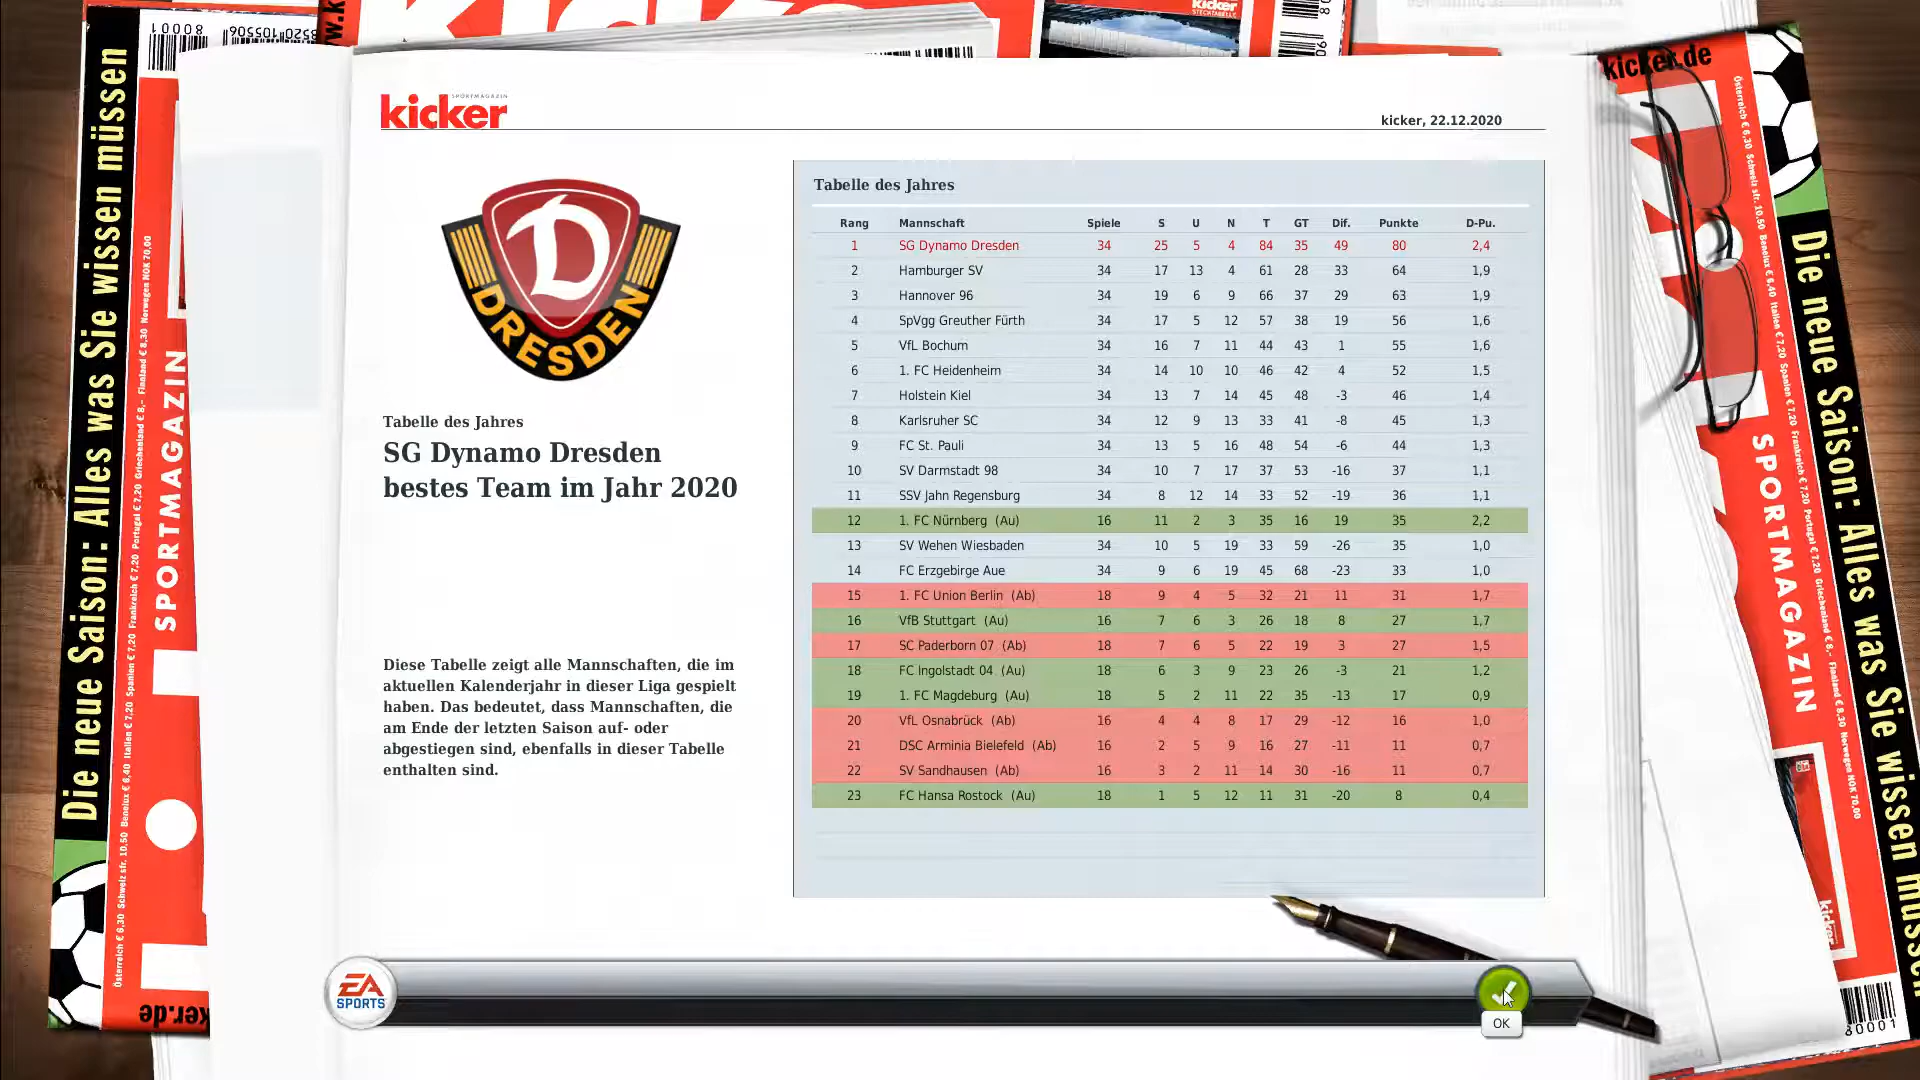 kicker
SPORTMAGAZIN
kicker, 22.12.2020
DRESDEN
Tabelle des Jahres
SG Dynamo Dresden
bestes Team im Jahr 2020
Diese Tabelle zeigt alle Mannschaften, die im
aktuellen Kalenderjahr in dieser Liga gespielt
haben. Das bedeutet, dass Mannschaften, die
am Ende der letzten Saison auf- oder
abgestiegen sind, ebenfalls in dieser Tabelle
enthalten sind.
Tabelle des Jahres
Rang Mannschaft Spiele S U N T GT Dif. Punkte D-Pu.
1 SG Dynamo Dresden 34 25 5 4 84 35 49 80 2,4
2 Hamburger SV 34 17 13 4 61 28 33 64 1,9
3 Hannover 96 34 19 6 9 66 37 29 63 1,9
4 SpVgg Greuther Fürth 34 17 5 12 57 38 19 56 1,6
5 VfL Bochum 34 16 7 11 44 43 1 55 1,6
6 1. FC Heidenheim 34 14 10 10 46 42 4 52 1,5
7 Holstein Kiel 34 13 7 14 45 48 -3 46 1,4
8 Karlsruher SC 34 12 9 13 33 41 -8 45 1,3
9 FC St. Pauli 34 13 5 16 48 54 -6 44 1,3
10 SV Darmstadt 98 34 10 7 17 37 53 -16 37 1,1
11 SSV Jahn Regensburg 34 8 12 14 33 52 -19 36 1,1
12 1. FC Nürnberg (Au) 16 11 2 3 35 16 19 35 2,2
13 SV Wehen Wiesbaden 34 10 5 19 33 59 -26 35 1,0
14 FC Erzgebirge Aue 34 9 6 19 45 68 -23 33 1,0
15 1. FC Union Berlin (Ab) 18 9 4 5 32 21 11 31 1,7
16 VfB Stuttgart (Au) 16 7 6 3 26 18 8 27 1,7
17 SC Paderborn 07 (Ab) 18 7 6 5 22 19 3 27 1,5
18 FC Ingolstadt 04 (Au) 18 6 3 9 23 26 -3 21 1,2
19 1. FC Magdeburg (Au) 18 5 2 11 22 35 -13 17 0,9
20 VfL Osnabrück (Ab) 16 4 4 8 17 29 -12 16 1,0
21 DSC Arminia Bielefeld (Ab) 16 2 5 9 16 27 -11 11 0,7
22 SV Sandhausen (Ab) 16 3 2 11 14 30 -16 11 0,7
23 FC Hansa Rostock (Au) 18 1 5 12 11 31 -20 8 0,4
EA
SPORTS
OK
Die neue Saison: Alles was Sie wissen müssen
SPORTMAGAZIN
kicker.de
Die neue Saison: Alles was Sie wissen müssen
SPORTMAGAZIN
kicker
80001
80001